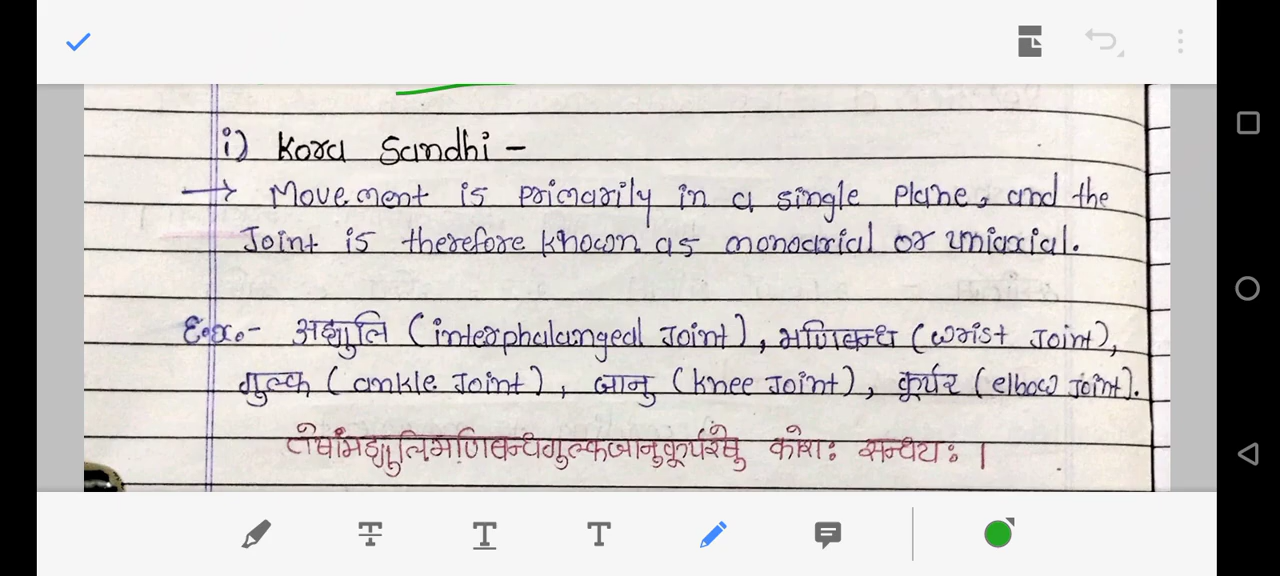 i) Kora Sandhi -
→ Movement is primarily in a single plane, and the
Joint is therefore known as monoaxial or uniaxial.
E.x.- अङ्गुलि (interphalangeal Joint), मणिबन्ध (wrist Joint),
गुल्फ (ankle Joint), जानु (knee Joint), कूर्पर (elbow Joint).
तेषामङ्गुलिमणिबन्धगुल्फजानुकूर्परेषु कोराः सन्धयः ।